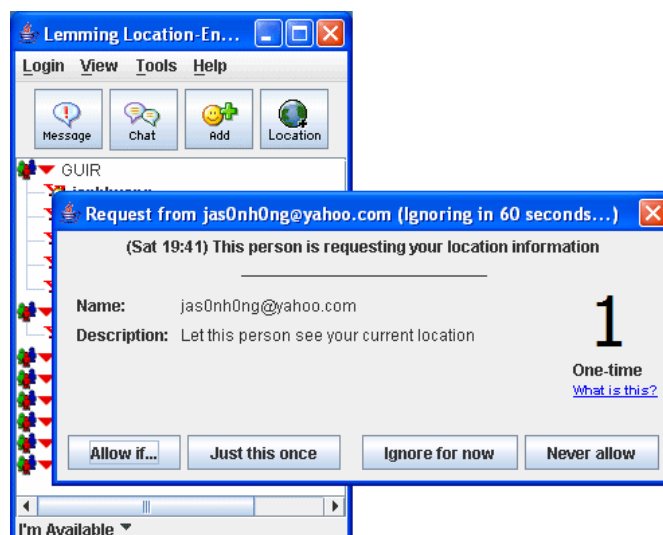 Lemming Location-En...
Login View Tools Help
Message Chat Add Location
GUIR
Request from jas0nh0ng@yahoo.com (Ignoring in 60 seconds...)
(Sat 19:41) This person is requesting your location information
Name: jas0nh0ng@yahoo.com
Description: Let this person see your current location
1
One-time
What is this?
Allow if... Just this once Ignore for now Never allow
I'm Available